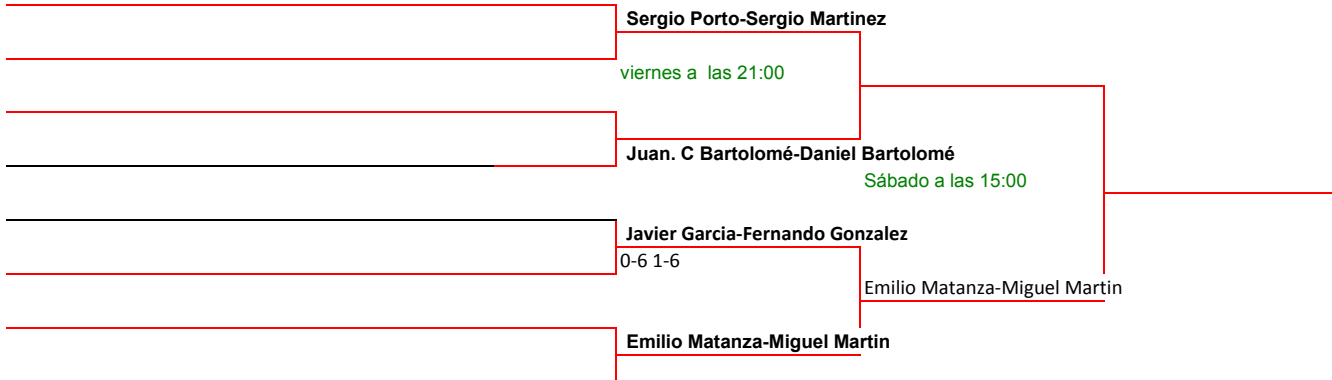 Sergio Porto-Sergio Martinez
viernes a  las 21:00
Juan. C Bartolomé-Daniel Bartolomé
Sábado a las 15:00
Javier Garcia-Fernando Gonzalez
0-6 1-6
Emilio Matanza-Miguel Martin
Emilio Matanza-Miguel Martin